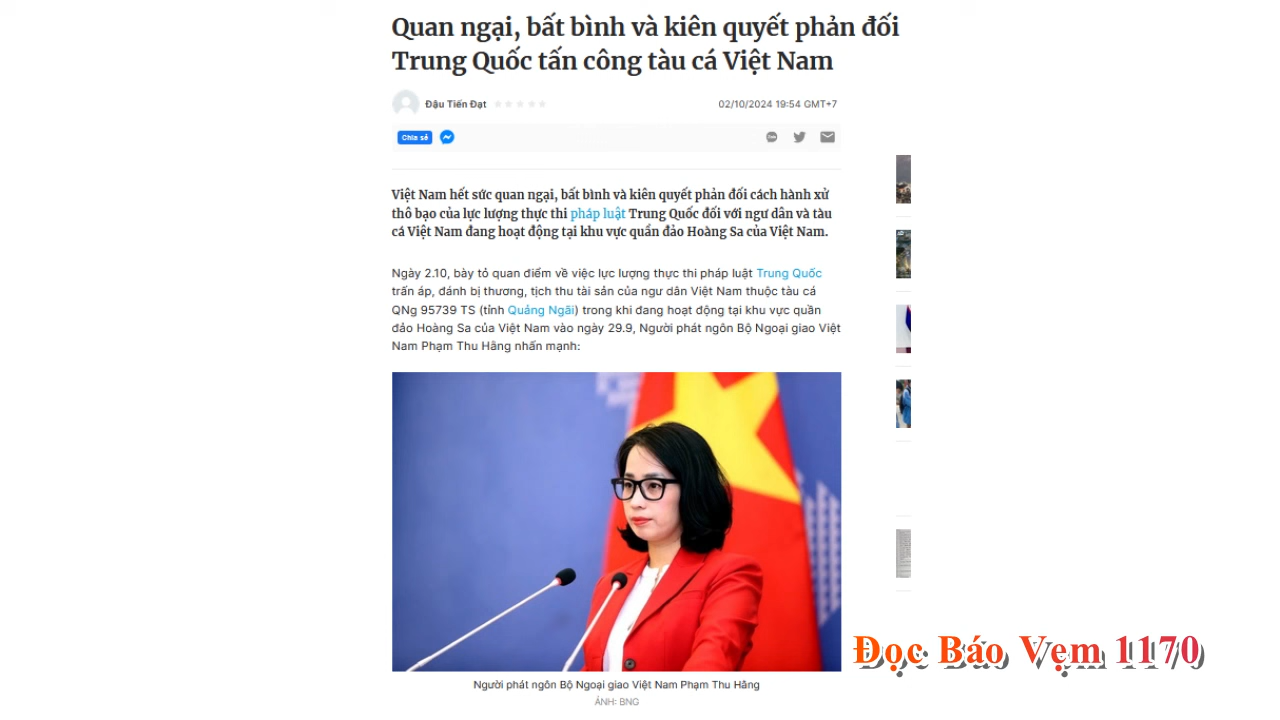 Quan ngại, bất bình và kiên quyết phản đối
Trung Quốc tấn công tàu cá Việt Nam
Đậu Tiến Đạt
02/10/2024 19:54 GMT+7
Chia sẻ
Zalo
Việt Nam hết sức quan ngại, bất bình và kiên quyết phản đối cách hành xử
thô bạo của lực lượng thực thi pháp luật Trung Quốc đối với ngư dân và tàu
cá Việt Nam đang hoạt động tại khu vực quần đảo Hoàng Sa của Việt Nam.
Ngày 2.10, bày tỏ quan điểm về việc lực lượng thực thi pháp luật Trung Quốc
trấn áp, đánh bị thương, tịch thu tài sản của ngư dân Việt Nam thuộc tàu cá
QNg 95739 TS (tỉnh Quảng Ngãi) trong khi đang hoạt động tại khu vực quần
đảo Hoàng Sa của Việt Nam vào ngày 29.9, Người phát ngôn Bộ Ngoại giao Việt
Nam Phạm Thu Hằng nhấn mạnh:
Đọc Báo Vẹm 1170
Người phát ngôn Bộ Ngoại giao Việt Nam Phạm Thu Hằng
ẢNH: BNG